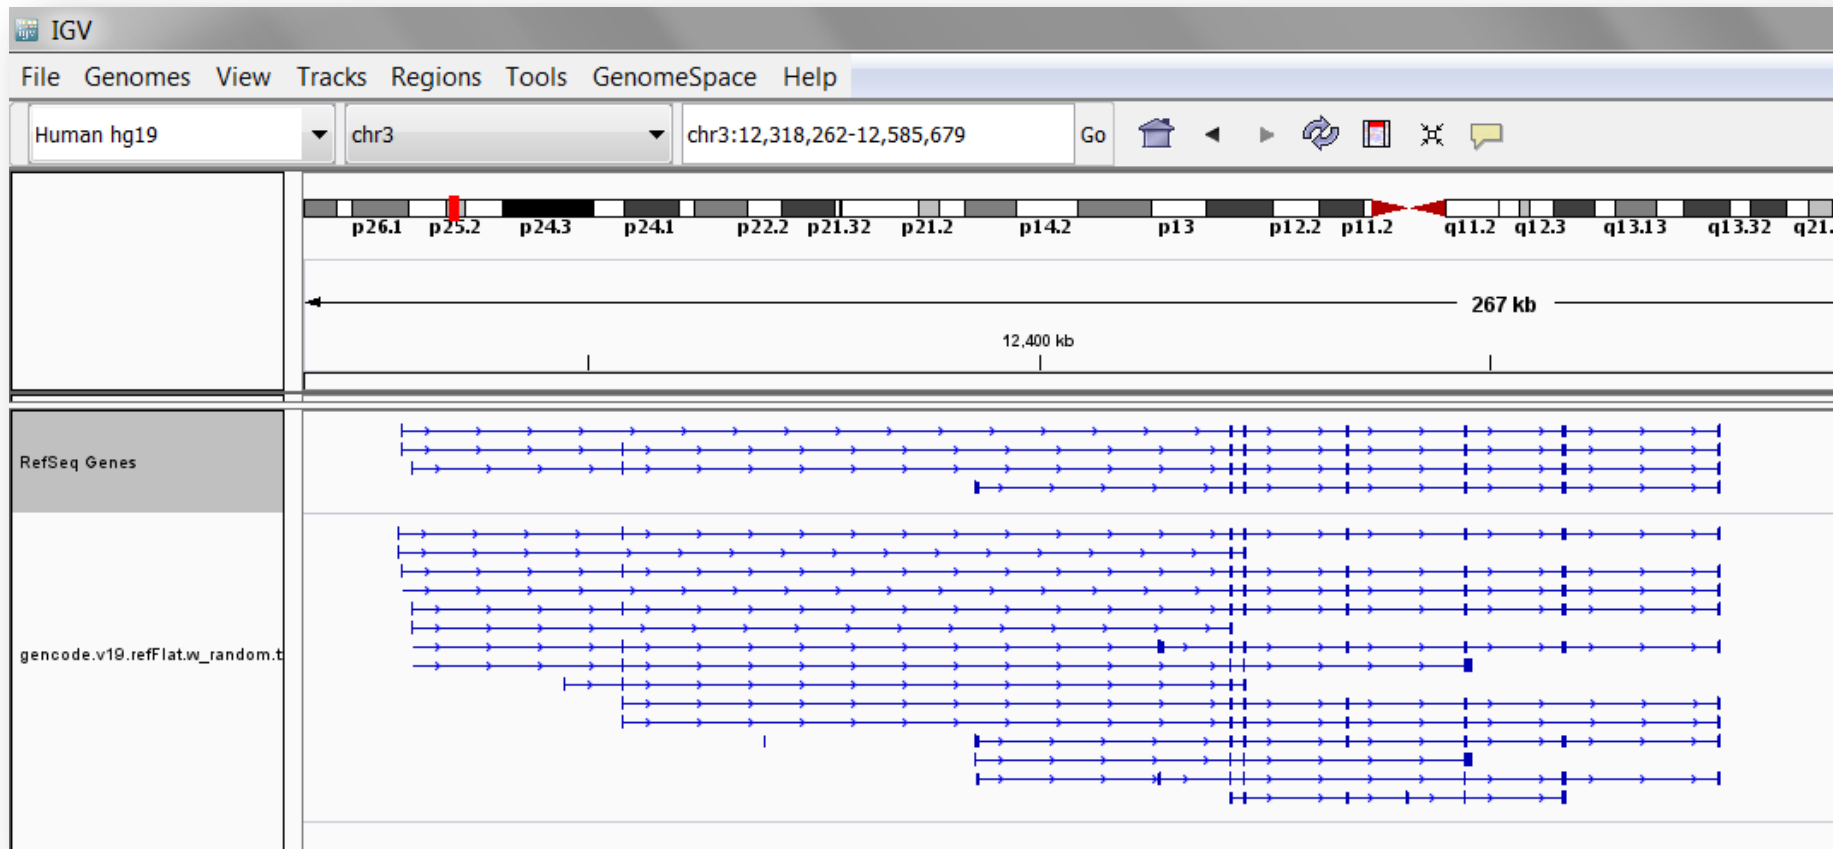 IGV
File Genomes View Tracks Regions Tools GenomeSpace Help
Human hg19 chr3 chr3:12,318,262-12,585,679 Go
p26.1 p25.2 p24.3 p24.1 p22.2 p21.32 p21.2 p14.2 p13 p12.2 p11.2 q11.2 q12.3 q13.13 q13.32 q21.
267 kb
12,400 kb
RefSeq Genes
gencode.v19.refFlat.w_random.t